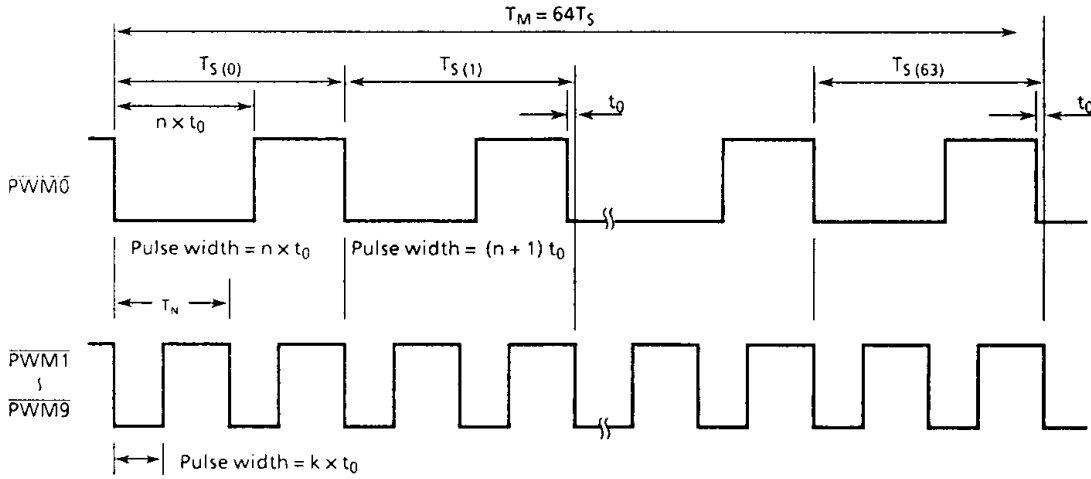 T_M = 64T_S
T_S (0)
T_S (1)
T_S (63)
n × t_0
t_0
t_0
PWM0
Pulse width = n × t_0
Pulse width = (n + 1) t_0
T_N
PWM1
∫
PWM9
Pulse width = k × t_0